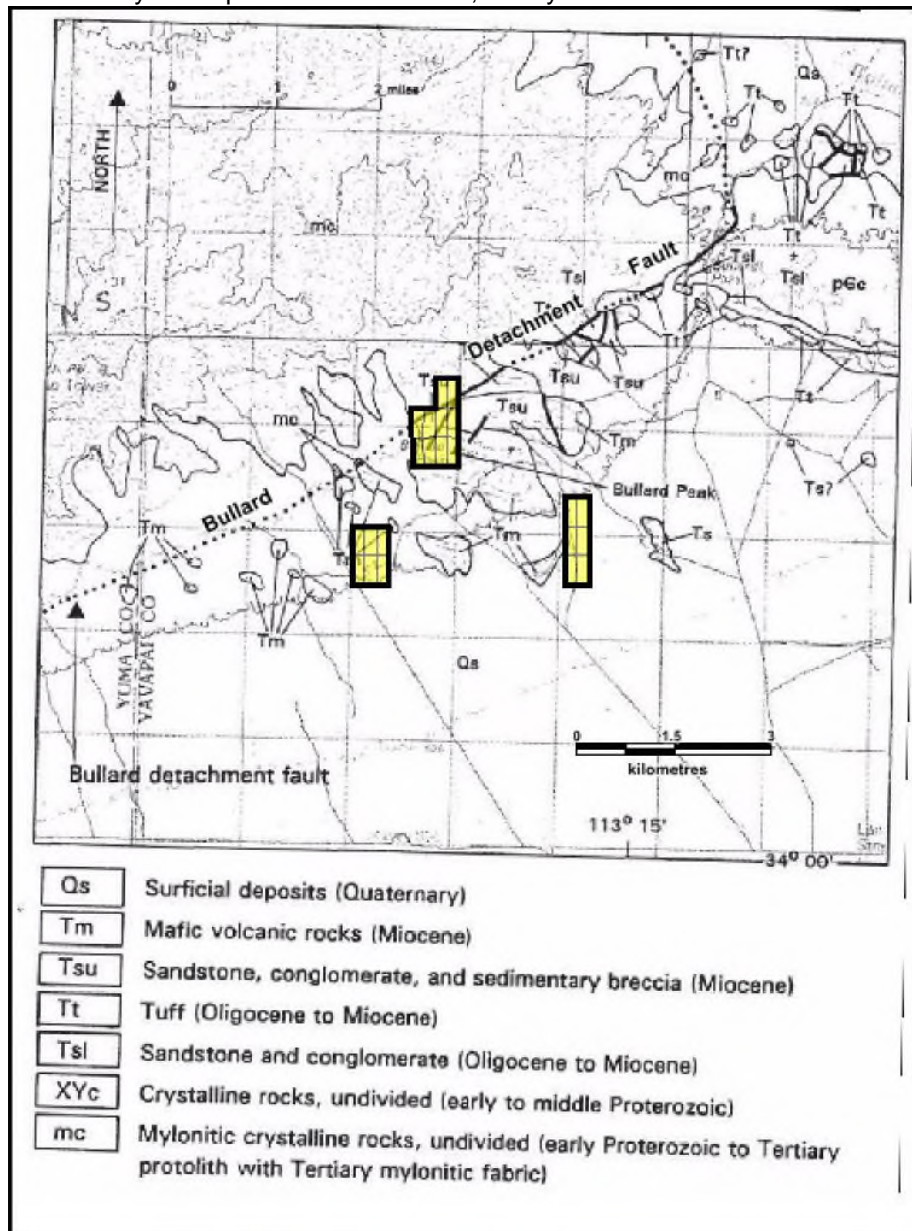 Tt?
Qs
0 1 2 miles
Tt
Tt
NORTH
mc
Tt
mc
Tt
Fault
Tsl
Tsl
Tsl
pЄc
N S
Detachment
Tt
Tsu
Tsu
Tt
mc
Tsu
Tm
Bullard Peak
Ts?
Bullard
Tm
Tm
Ts
Tm
YUMA CO
YAVAPAI CO
Qs
0 1.5 3
kilometres
Bullard detachment fault
113° 15'
34° 00'
Qs Surficial deposits (Quaternary)
Tm Mafic volcanic rocks (Miocene)
Tsu Sandstone, conglomerate, and sedimentary breccia (Miocene)
Tt Tuff (Oligocene to Miocene)
Tsl Sandstone and conglomerate (Oligocene to Miocene)
XYc Crystalline rocks, undivided (early to middle Proterozoic)
mc Mylonitic crystalline rocks, undivided (early Proterozoic to Tertiary
protolith with Tertiary mylonitic fabric)